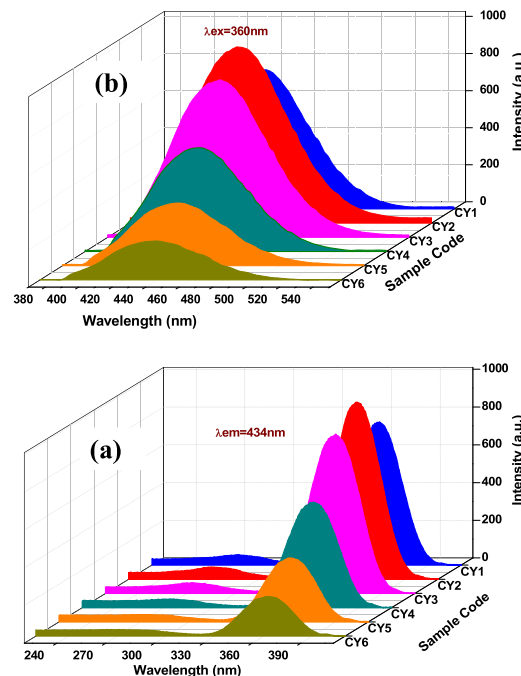 1000
λex=360nm
(b)
800
600
400
200
0
Intensity (a.u.)
CY1
CY2
CY3
CY4
CY5
CY6
Sample Code
380 400 420 440 460 480 500 520 540
Wavelength (nm)
1000
(a)
λem=434nm
800
600
400
200
0
Intensity (a.u.)
CY1
CY2
CY3
CY4
CY5
CY6
Sample Code
240 270 300 330 360 390
Wavelength (nm)